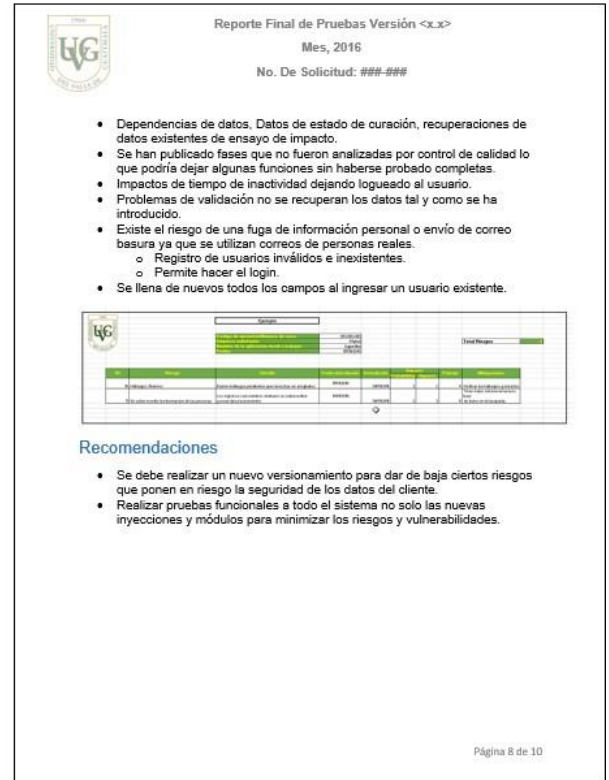 Reporte Final de Pruebas Versión <x.x>
Mes, 2016
No. De Solicitud: ###-###
UVG
• Dependencias de datos, Datos de estado de curación, recuperaciones de
datos existentes de ensayo de impacto.
• Se han publicado fases que no fueron analizadas por control de calidad lo
que podría dejar algunas funciones sin haberse probado completas.
• Impactos de tiempo de inactividad dejando logueado al usuario.
• Problemas de validación no se recuperan los datos tal y como se ha
introducido.
• Existe el riesgo de una fuga de información personal o envío de correo
basura ya que se utilizan correos de personas reales.
o Registro de usuarios inválidos e inexistentes.
o Permite hacer el login.
• Se llena de nuevos todos los campos al ingresar un usuario existente.
UVG
Ejemplo
Total Riesgos
Recomendaciones
• Se debe realizar un nuevo versionamiento para dar de baja ciertos riesgos
que ponen en riesgo la seguridad de los datos del cliente.
• Realizar pruebas funcionales a todo el sistema no solo las nuevas
inyecciones y módulos para minimizar los riesgos y vulnerabilidades.
Página 8 de 10